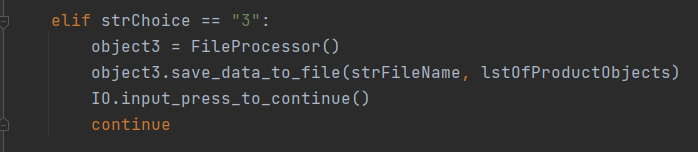 elif strChoice == "3":
    object3 = FileProcessor()
    object3.save_data_to_file(strFileName, lstOfProductObjects)
    IO.input_press_to_continue()
    continue